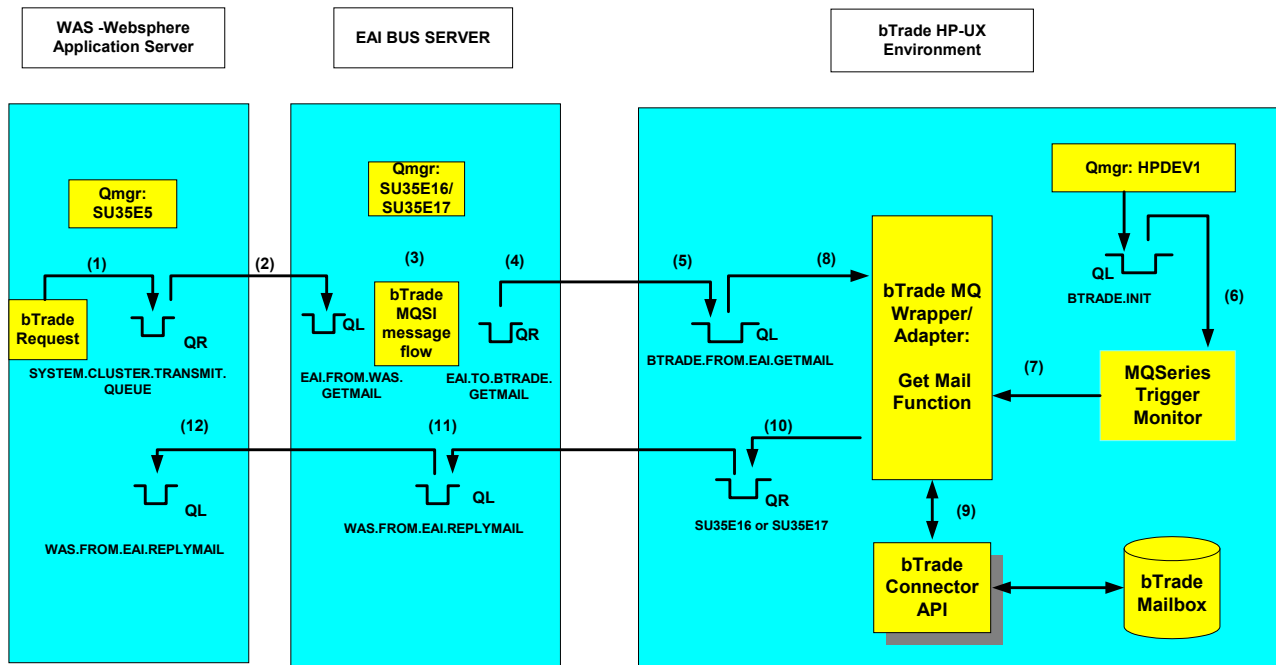 WAS -Websphere
Application Server
EAI BUS SERVER
bTrade HP-UX
Environment
Qmgr:
SU35E5
Qmgr:
SU35E16/
SU35E17
Qmgr: HPDEV1
(1)
(2)
(3)
(4)
(5)
(8)
(6)
bTrade
Request
QR
SYSTEM.CLUSTER.TRANSMIT.
QUEUE
QL
EAI.FROM.WAS.
GETMAIL
bTrade
MQSI
message
flow
QR
EAI.TO.BTRADE.
GETMAIL
QL
BTRADE.FROM.EAI.GETMAIL
bTrade MQ
Wrapper/
Adapter:
Get Mail
Function
QL
BTRADE.INIT
(7)
MQSeries
Trigger
Monitor
(12)
(11)
(10)
QL
WAS.FROM.EAI.REPLYMAIL
QL
WAS.FROM.EAI.REPLYMAIL
QR
SU35E16 or SU35E17
(9)
bTrade
Connector
API
bTrade
Mailbox